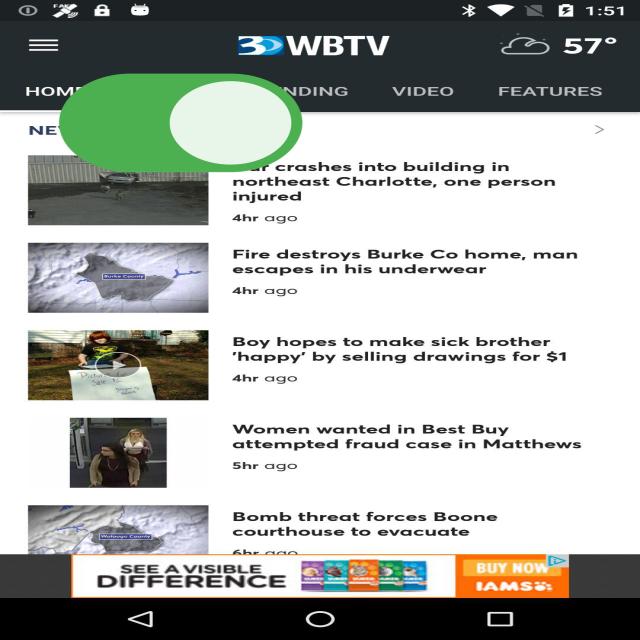 1:51
3 WBTV
57°
HOME
NDING
VIDEO
FEATURES
NE
>
crashes into building in
northeast Charlotte, one person
injured
4hr ago
Burke County
Fire destroys Burke Co home, man
escapes in his underwear
4hr ago
Boy hopes to make sick brother
'happy' by selling drawings for $1
4hr ago
Women wanted in Best Buy
attempted fraud case in Matthews
5hr ago
Watauga County
Bomb threat forces Boone
courthouse to evacuate
6hr ago
SEE A VISIBLE
DIFFERENCE
BUY NOW
IAMS